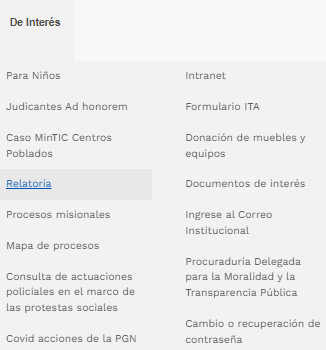 De Interés
Para Niños
Judicantes Ad honorem
Caso MinTIC Centros
Poblados
Relatoría
Procesos misionales
Mapa de procesos
Consulta de actuaciones
policiales en el marco de
las protestas sociales
Covid acciones de la PGN
Intranet
Formulario ITA
Donación de muebles y
equipos
Documentos de interés
Ingrese al Correo
Institucional
Procuraduría Delegada
para la Moralidad y la
Transparencia Pública
Cambio o recuperación de
contraseña